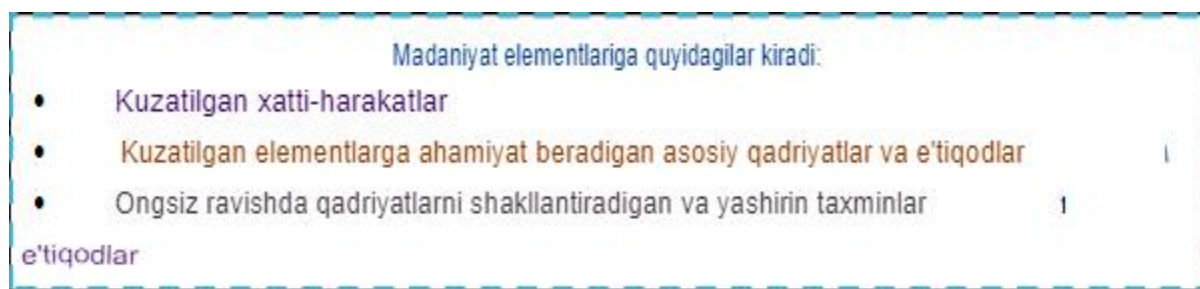 Madaniyat elementlariga quyidagilar kiradi:
• Kuzatilgan xatti-harakatlar
• Kuzatilgan elementlarga ahamiyat beradigan asosiy qadriyatlar va e'tiqodlar
• Ongsiz ravishda qadriyatlarni shakllantiradigan va yashirin taxminlar 1
e'tiqodlar